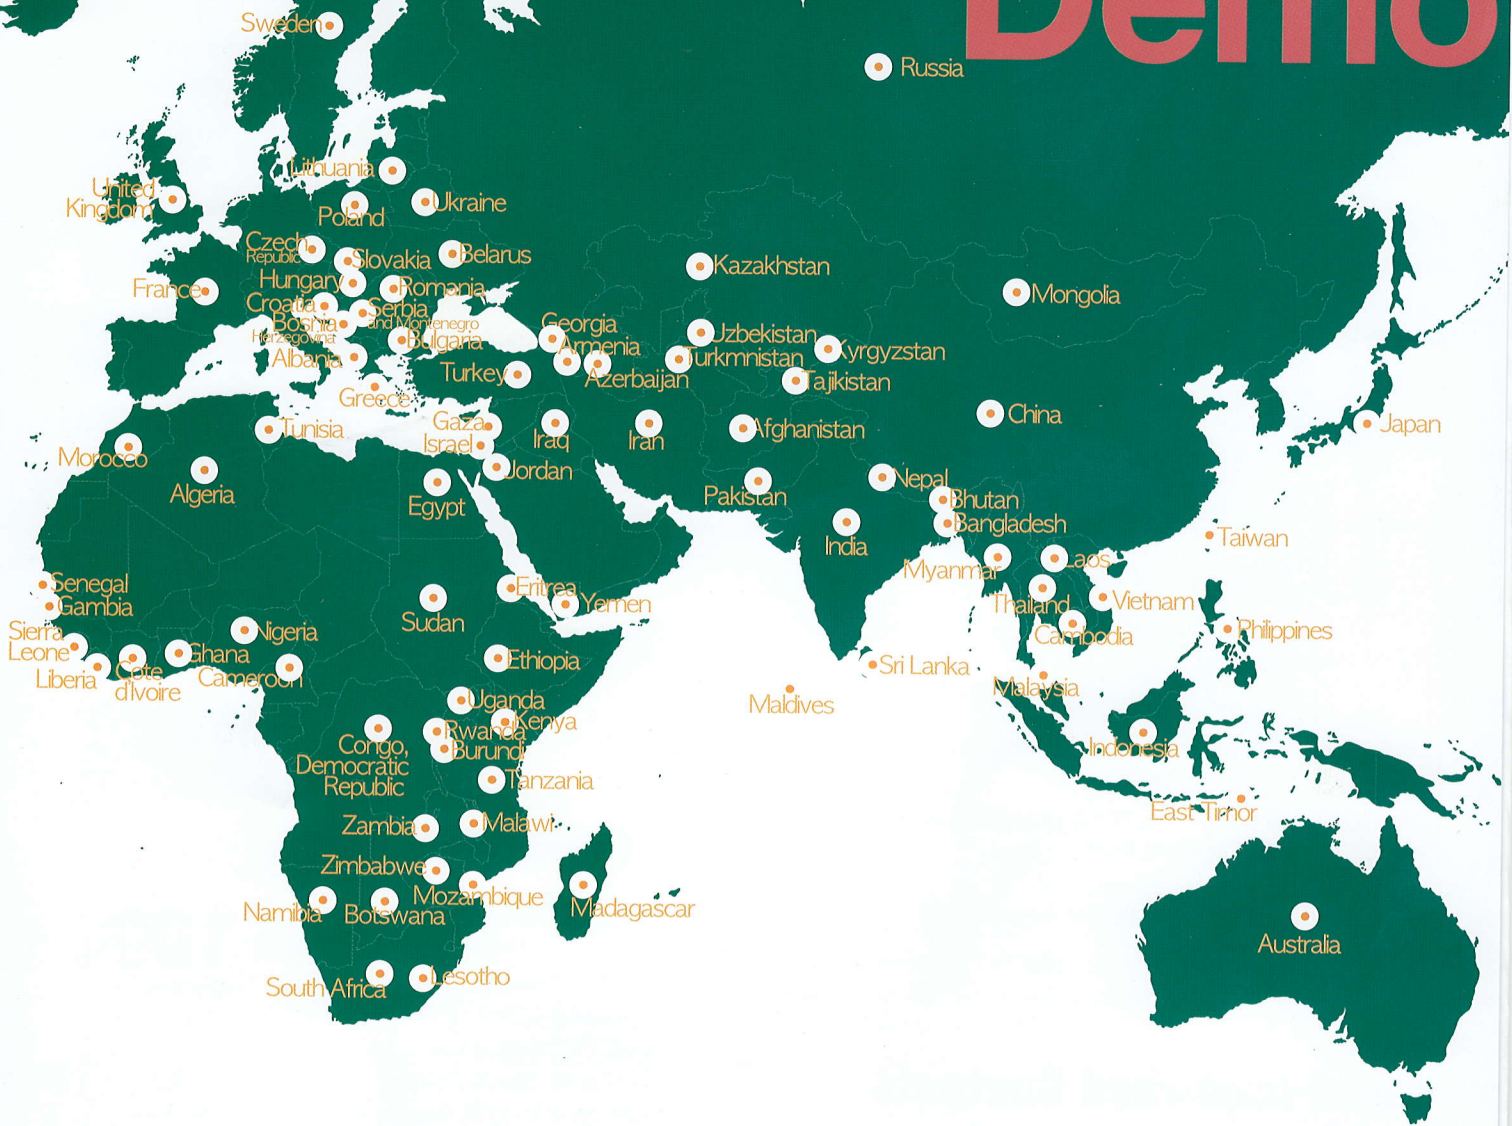 Demo
Sweden
Russia
Lithuania
United
Kingdom
Ukraine
Poland
Czech
Republic
Slovakia
Belarus
Kazakhstan
Hungary
Romania
France
Mongolia
Croatia
Serbia
and Montenegro
Bosnia
Herzegovina
Georgia
Uzbekistan
Bulgaria
Armenia
Kyrgyzstan
Albania
Turkmnistan
Turkey
Azerbaijan
Tajikistan
Greece
China
Gaza
Tunisia
Israel
Iraq
Iran
Afghanistan
Japan
Morocco
Jordan
Algeria
Pakistan
Nepal
Egypt
Bhutan
Bangladesh
India
Taiwan
Myanmar
Laos
Senegal
Gambia
Eritrea
Yemen
Thailand
Vietnam
Sudan
Sierra
Leone
Nigeria
Philippines
Cambodia
Ghana
Ethiopia
Sri Lanka
Liberia
Cote
d'Ivoire
Cameroon
Malaysia
Uganda
Maldives
Kenya
Rwanda
Congo,
Democratic
Republic
Burundi
Indonesia
Tanzania
East Timor
Zambia
Malawi
Zimbabwe
Mozambique
Namibia
Botswana
Madagascar
Australia
South Africa
Lesotho